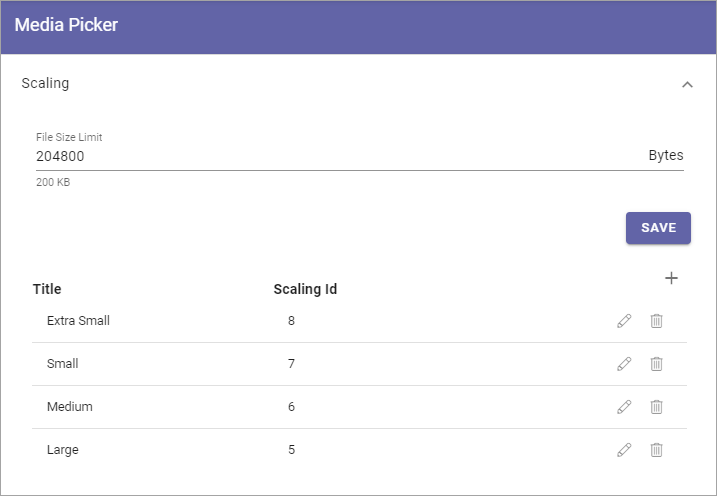 Media Picker
Scaling
File Size Limit
204800 Bytes
200 KB
SAVE
Title Scaling Id
Extra Small 8
Small 7
Medium 6
Large 5